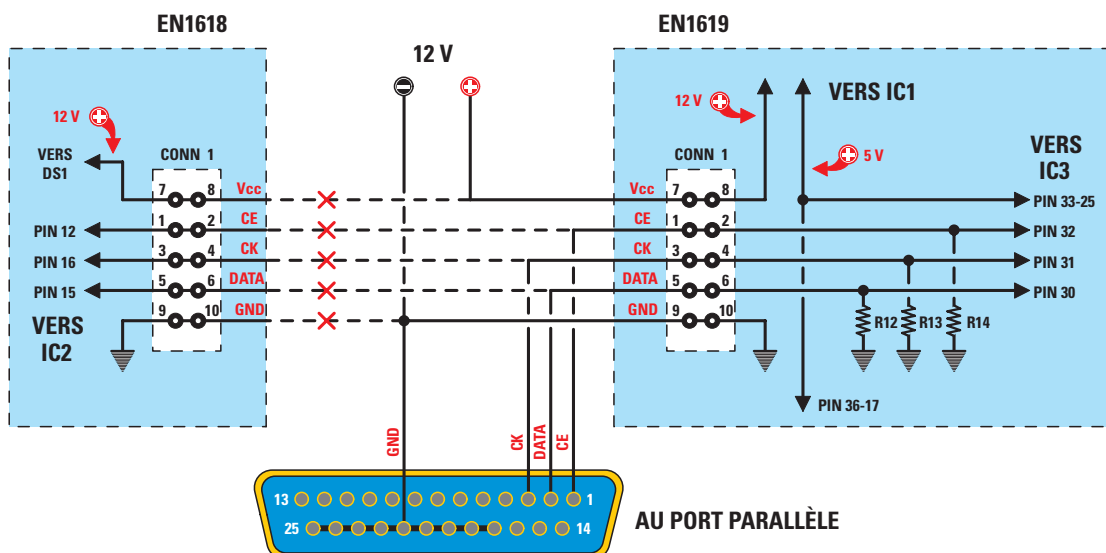 EN1618
EN1619
12 V
12 V
VERS
DS1
CONN 1
7 8
1 2
3 4
5 6
9 10
Vcc
CE
CK
DATA
GND
PIN 12
PIN 16
PIN 15
VERS
IC2
12 V
VERS IC1
5 V
VERS
IC3
CONN 1
Vcc
CE
CK
DATA
GND
7 8
1 2
3 4
5 6
9 10
PIN 33-25
PIN 32
PIN 31
PIN 30
R12
R13
R14
PIN 36-17
GND
CK
DATA
CE
13
1
25
14
AU PORT PARALLÈLE